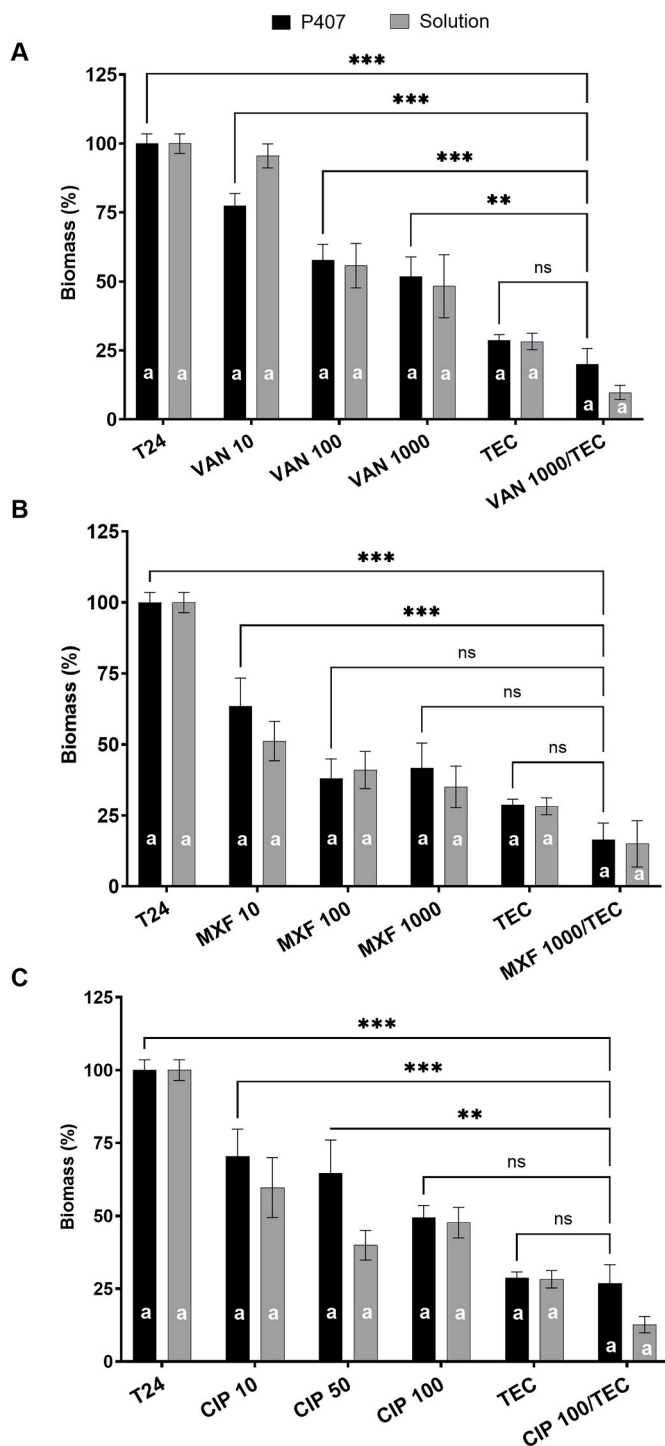 P407 Solution
A
***
***
***
**
ns
Biomass (%)
125
100
75
50
25
0
a a a a a a a a a a a a
T24 VAN 10 VAN 100 VAN 1000 TEC VAN 1000/TEC
B
***
***
ns
ns
ns
Biomass (%)
125
100
75
50
25
0
a a a a a a a a a a a a
T24 MXF 10 MXF 100 MXF 1000 TEC MXF 1000/TEC
C
***
***
**
ns
ns
Biomass (%)
125
100
75
50
25
0
a a a a a a a a a a a a
T24 CIP 10 CIP 50 CIP 100 TEC CIP 100/TEC